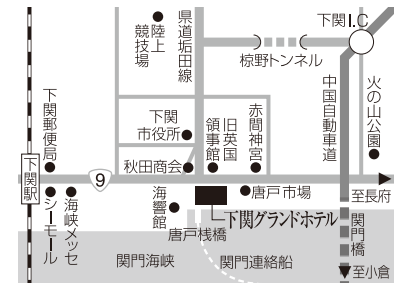 下関I.C
県道垢田線
陸上
競技場
椋野トンネル
中国自動車道
火の山公園
下関郵便局
下関
市役所
旧英国
領事館
赤間神宮
秋田商会
下関駅
9
シーモール
海峡メッセ
海響館
唐戸市場
至長府
下関グランドホテル
唐戸桟橋
関門橋
関門海峡
関門連絡船
至小倉